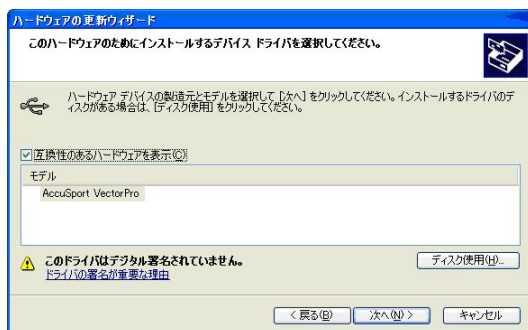 ハードウェアの更新ウィザード
このハードウェアのためにインストールするデバイス ドライバを選択してください。
ハードウェア デバイスの製造元とモデルを選択して [次へ] をクリックしてください。インストールするドライバのデ
ィスクがある場合は、[ディスク使用] をクリックしてください。
互換性のあるハードウェアを表示(C)
モデル
AccuSport VectorPro
このドライバはデジタル署名されていません。
ディスク使用(H)...
ドライバの署名が重要な理由
< 戻る(B)
次へ(N) >
キャンセル